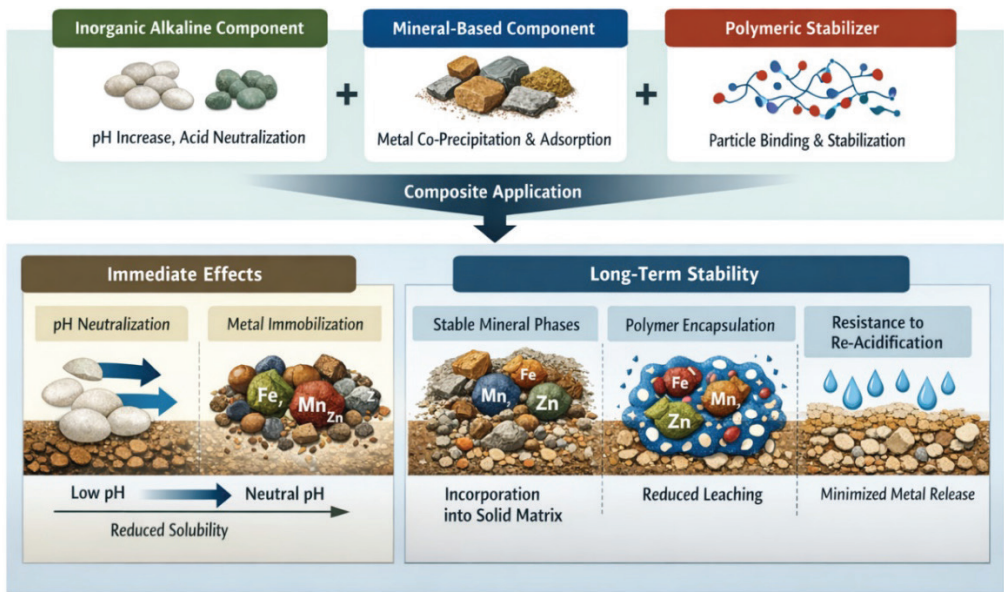 Inorganic Alkaline Component
pH Increase, Acid Neutralization
+
Mineral-Based Component
Metal Co-Precipitation & Adsorption
+
Polymeric Stabilizer
Particle Binding & Stabilization
Composite Application
Immediate Effects
pH Neutralization
Metal Immobilization
Fe,
Mn
Zn
Z
Low pH
Neutral pH
Reduced Solubility
Long-Term Stability
Stable Mineral Phases
Fe
Mn,
Zn
Incorporation
into Solid Matrix
Polymer Encapsulation
Fe
Mn,
Zn
Reduced Leaching
Resistance to
Re-Acidification
Minimized Metal Release